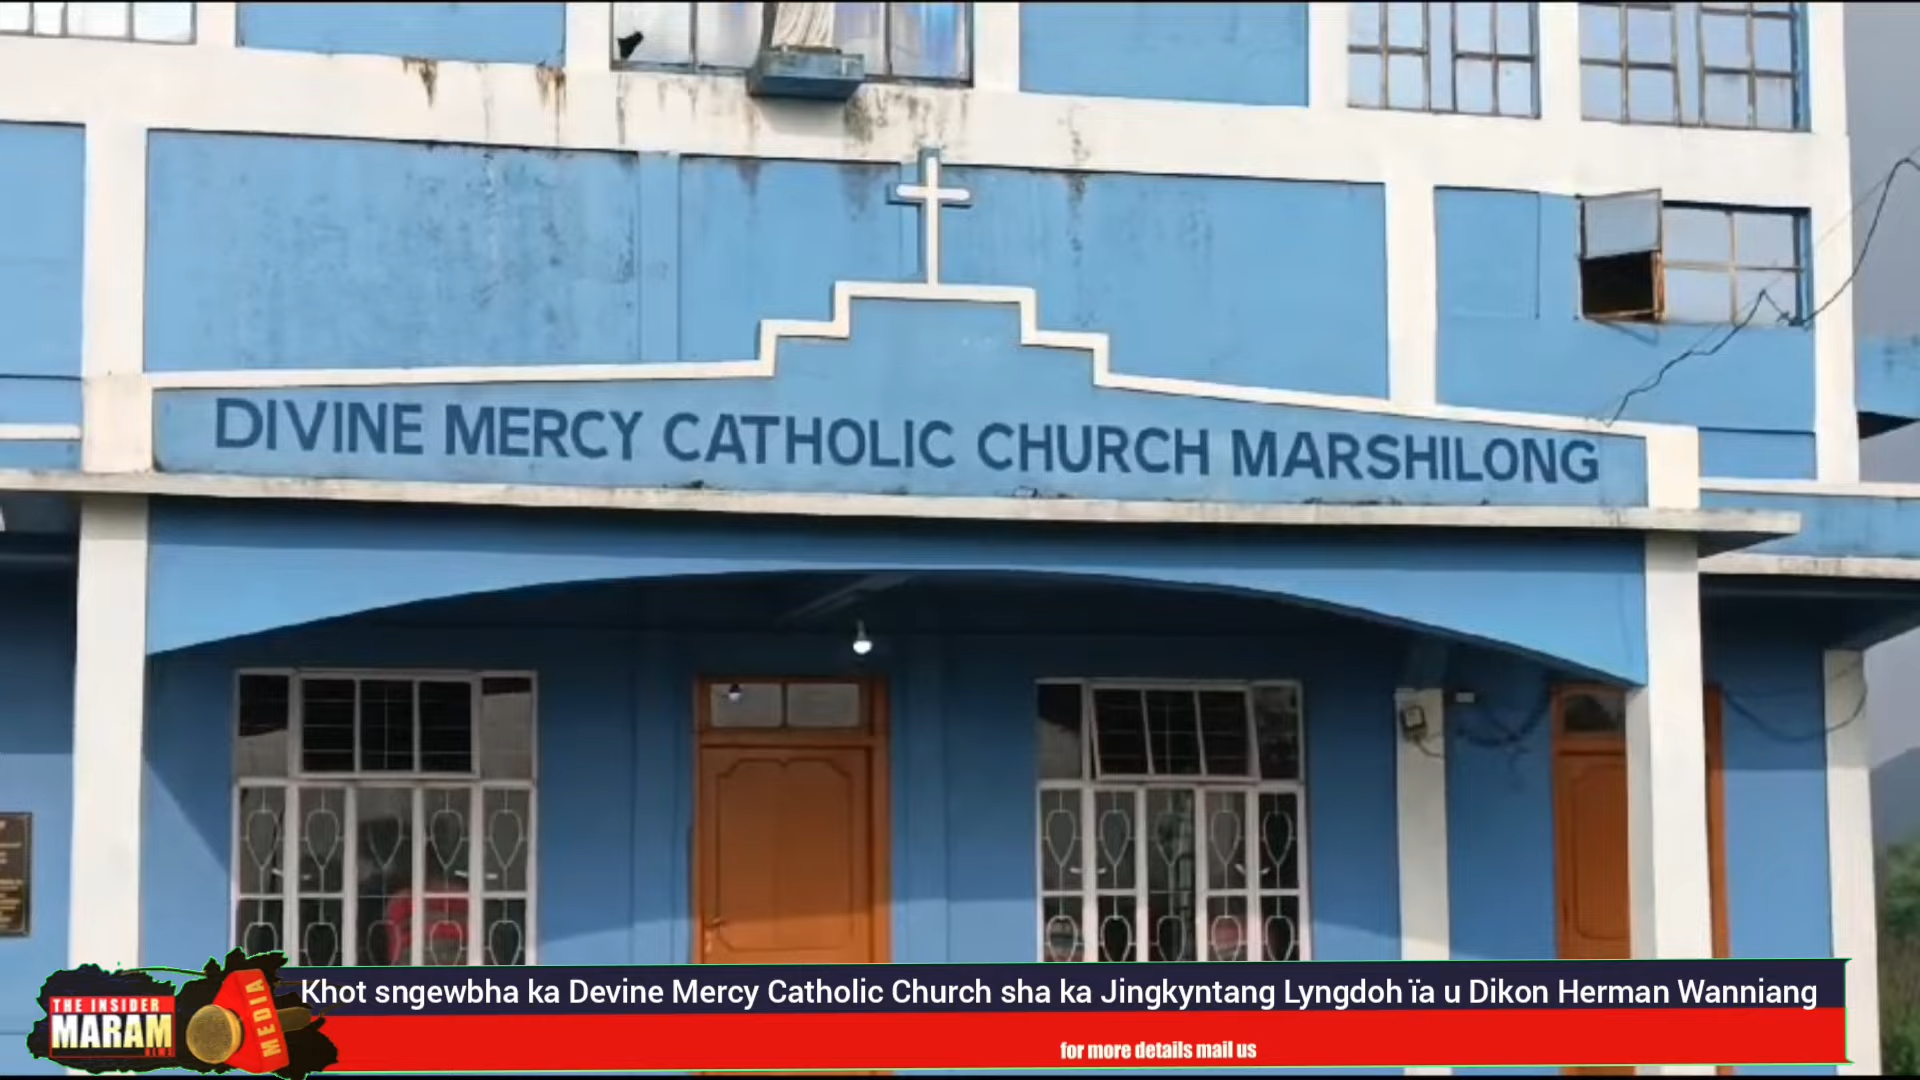 DIVINE MERCY CATHOLIC CHURCH MARSHILONG
Khot sngewbha ka Devine Mercy Catholic Church sha ka Jingkyntang Lyngdoh ïa u Dikon Herman Wanniang
THE INSIDER
MARAM
NEWS
MEDIA
for more details mail us